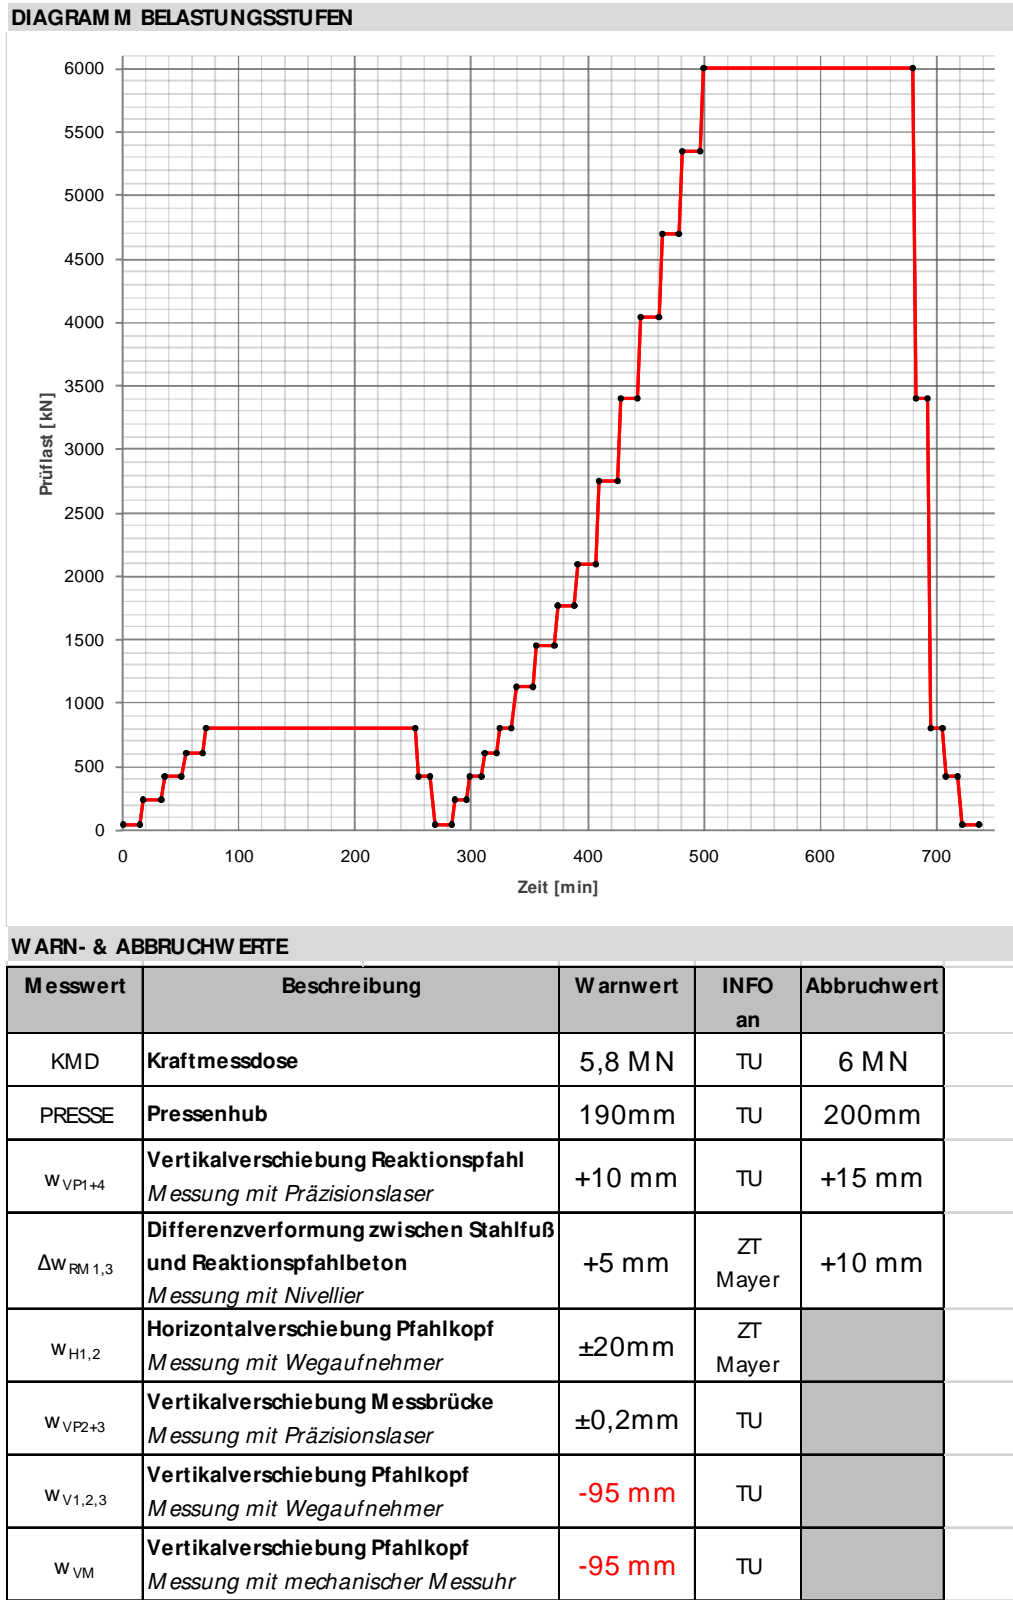 DIAGRAMM BELASTUNGSSTUFEN
6000
5500
5000
4500
4000
3500
3000
2500
2000
1500
1000
500
0
Prüflast [kN]
0 100 200 300 400 500 600 700
Zeit [min]
WARN- & ABBRUCHWERTE
Messwert Beschreibung Warnwert INFO an Abbruchwert
KMD Kraftmessdose 5,8 MN TU 6 MN
PRESSE Pressenhub 190mm TU 200mm
w VP1+4 Vertikalverschiebung Reaktionspfahl +10 mm TU +15 mm
Messung mit Präzisionslaser
Δw RM1,3 Differenzverformung zwischen Stahlfuß +5 mm ZT Mayer +10 mm
und Reaktionspfahlbeton
Messung mit Nivellier
w H1,2 Horizontalverschiebung Pfahlkopf ±20mm ZT Mayer
Messung mit Wegaufnehmer
w VP2+3 Vertikalverschiebung Messbrücke ±0,2mm TU
Messung mit Präzisionslaser
w V1,2,3 Vertikalverschiebung Pfahlkopf -95 mm TU
Messung mit Wegaufnehmer
w VM Vertikalverschiebung Pfahlkopf -95 mm TU
Messung mit mechanischer Messuhr